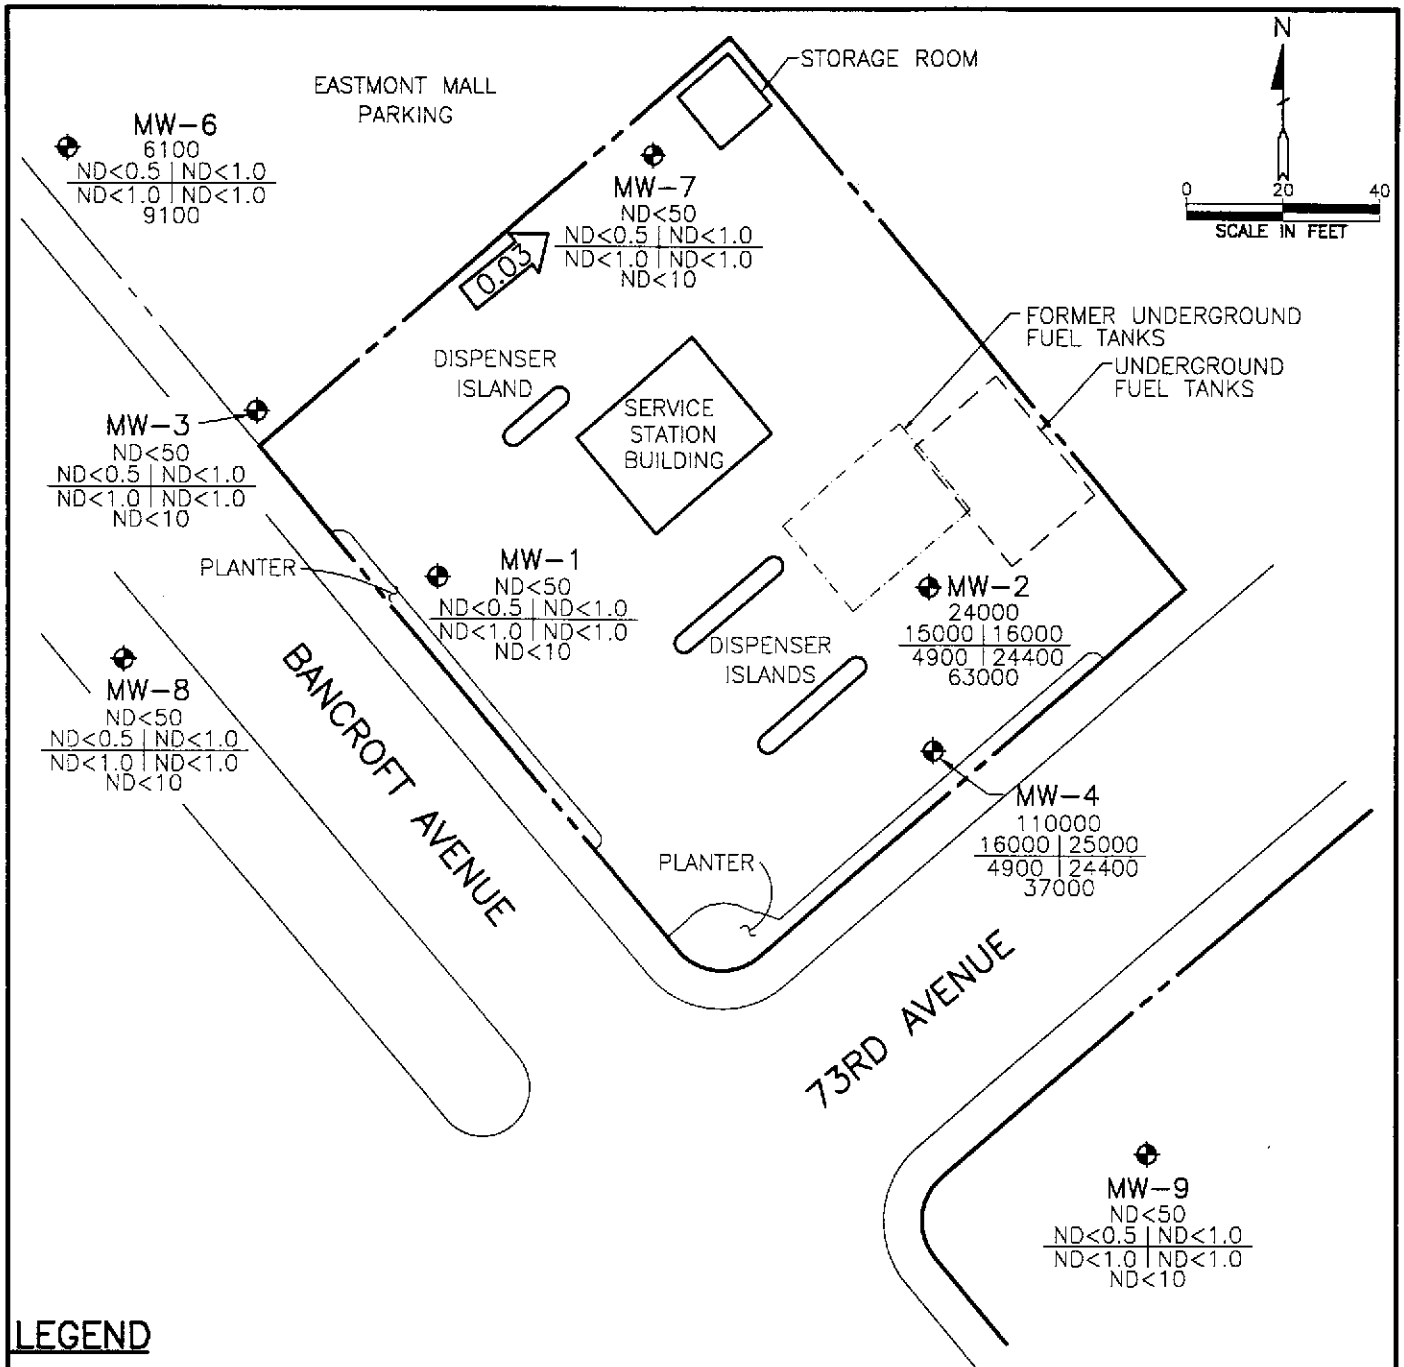 N
EASTMONT MALL
PARKING
STORAGE ROOM
MW-6
6100
ND<0.5 | ND<1.0
ND<1.0 | ND<1.0
9100
MW-7
ND<50
ND<0.5 | ND<1.0
ND<1.0 | ND<1.0
ND<10
0 20 40
SCALE IN FEET
0.03
FORMER UNDERGROUND
FUEL TANKS
UNDERGROUND
FUEL TANKS
DISPENSER
ISLAND
SERVICE
STATION
BUILDING
MW-3
ND<50
ND<0.5 | ND<1.0
ND<1.0 | ND<1.0
ND<10
PLANTER
MW-1
ND<50
ND<0.5 | ND<1.0
ND<1.0 | ND<1.0
ND<10
MW-2
24000
15000 | 16000
4900 | 24400
63000
DISPENSER
ISLANDS
MW-8
ND<50
ND<0.5 | ND<1.0
ND<1.0 | ND<1.0
ND<10
BANCROFT AVENUE
MW-4
110000
16000 | 25000
4900 | 24400
37000
PLANTER
73RD AVENUE
MW-9
ND<50
ND<0.5 | ND<1.0
ND<1.0 | ND<1.0
ND<10
LEGEND